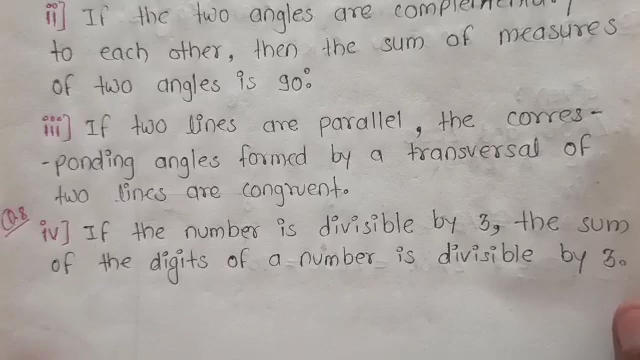 ii] If the two angles are complementary
to each other, then the sum of measures
of two angles is 90°.
iii] If two lines are parallel, the corres-
-ponding angles formed by a transversal of
two lines are congruent.
Q.8
iv] If the number is divisible by 3, the sum
of the digits of a number is divisible by 3.